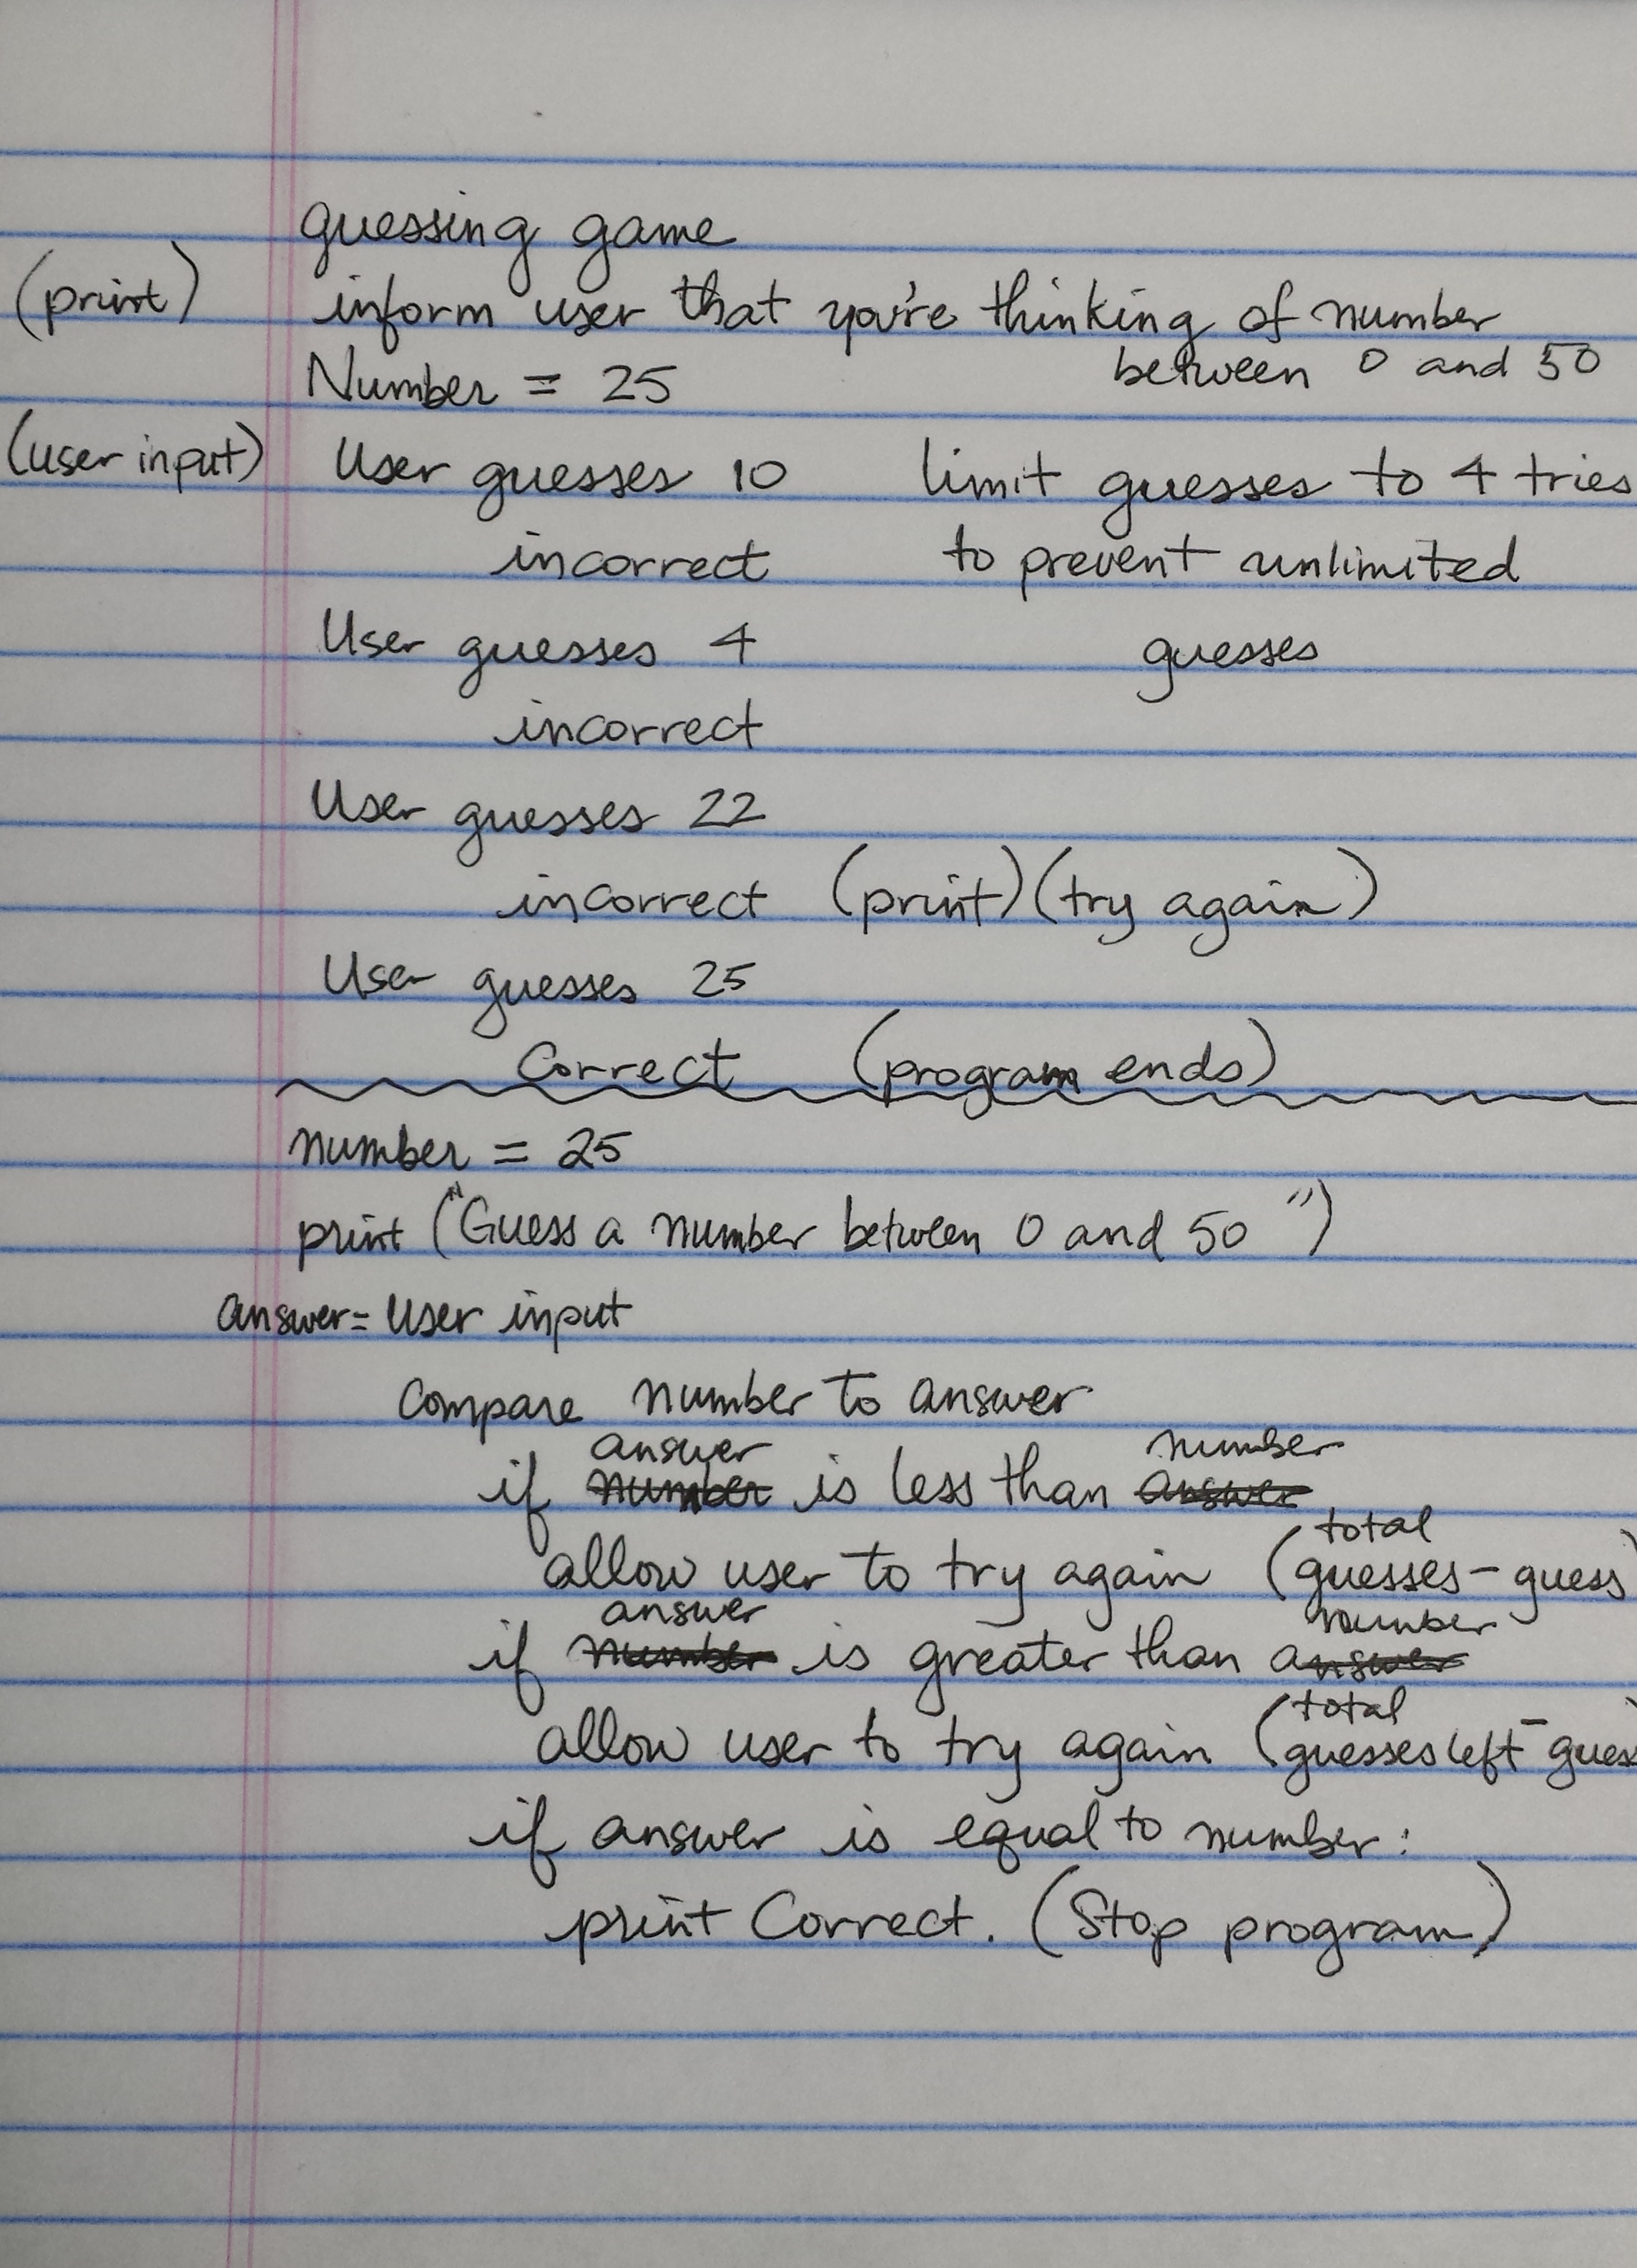 guessing game
(print) inform user that you're thinking of number
Number = 25 between 0 and 50
(user input) User guesses 10 limit guesses to 4 tries
incorrect to prevent unlimited
User guesses 4 guesses
incorrect
User guesses 22
incorrect (print) (try again)
User guesses 25
Correct (program ends)
number = 25
print ("Guess a number between 0 and 50")
answer = User input
Compare number to answer
answer number
if number is less than answer
total
allow user to try again (guesses - guess)
answer number
if number is greater than answer
total
allow user to try again (guesses left - guess)
if answer is equal to number:
print Correct. (Stop program)